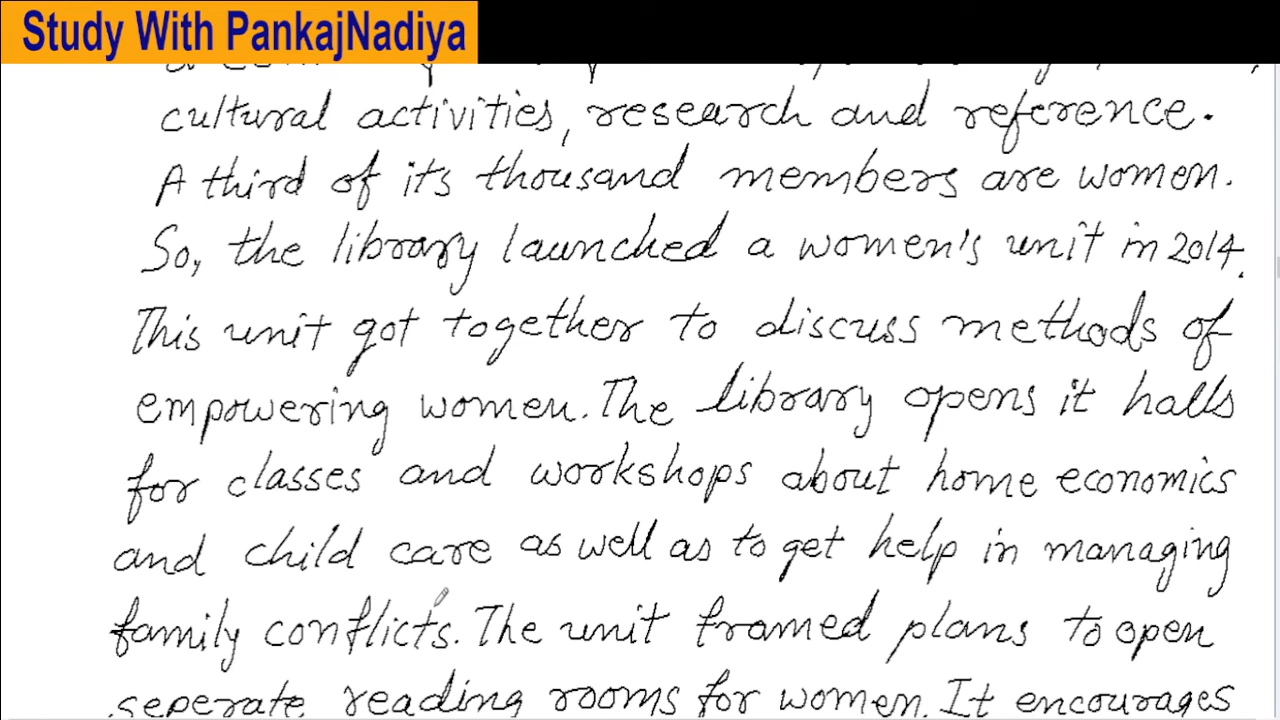 Study With PankajNadiya
cultural activities, research and reference.
A third of its thousand members are women.
So, the library launched a women's unit in 2014.
This unit got together to discuss methods of
empowering women. The library opens it halls
for classes and workshops about home economics
and child care as well as to get help in managing
family conflicts. The unit framed plans to open
seperate reading rooms for women. It encourages